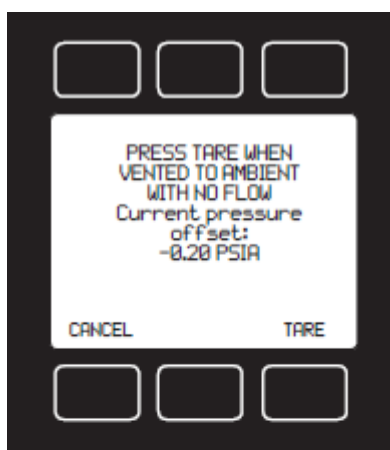 PRESS TARE WHEN
VENTED TO AMBIENT
WITH NO FLOW
Current pressure
offset:
-0.20 PSIA
CANCEL TARE